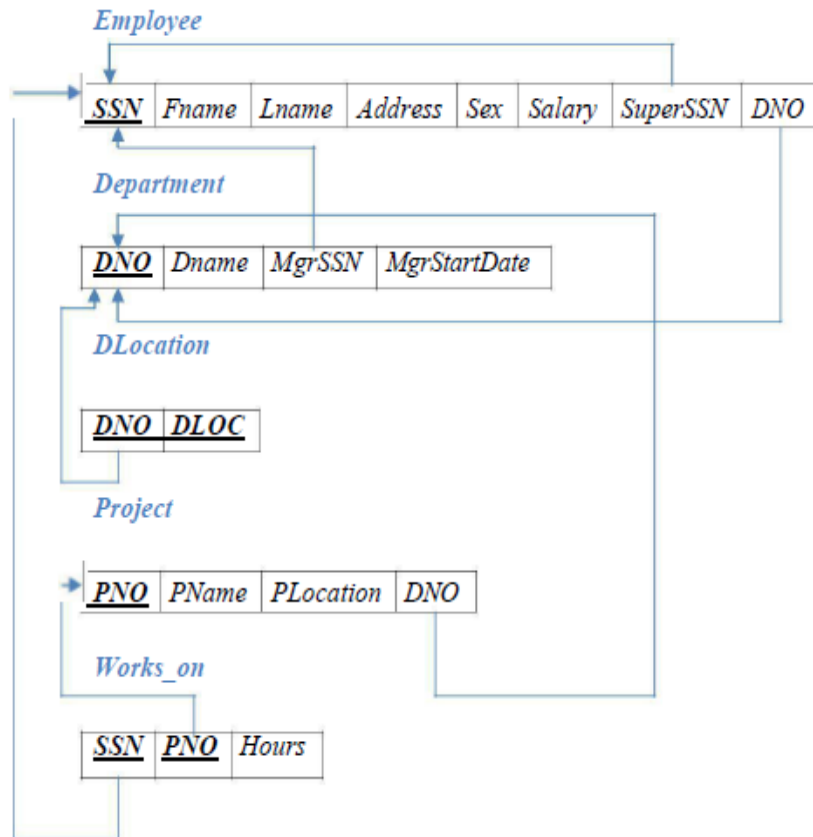 Employee
SSN Fname Lname Address Sex Salary SuperSSN DNO
Department
DNO Dname MgrSSN MgrStartDate
DLocation
DNO DLOC
Project
PNO PName PLocation DNO
Works_on
SSN PNO Hours